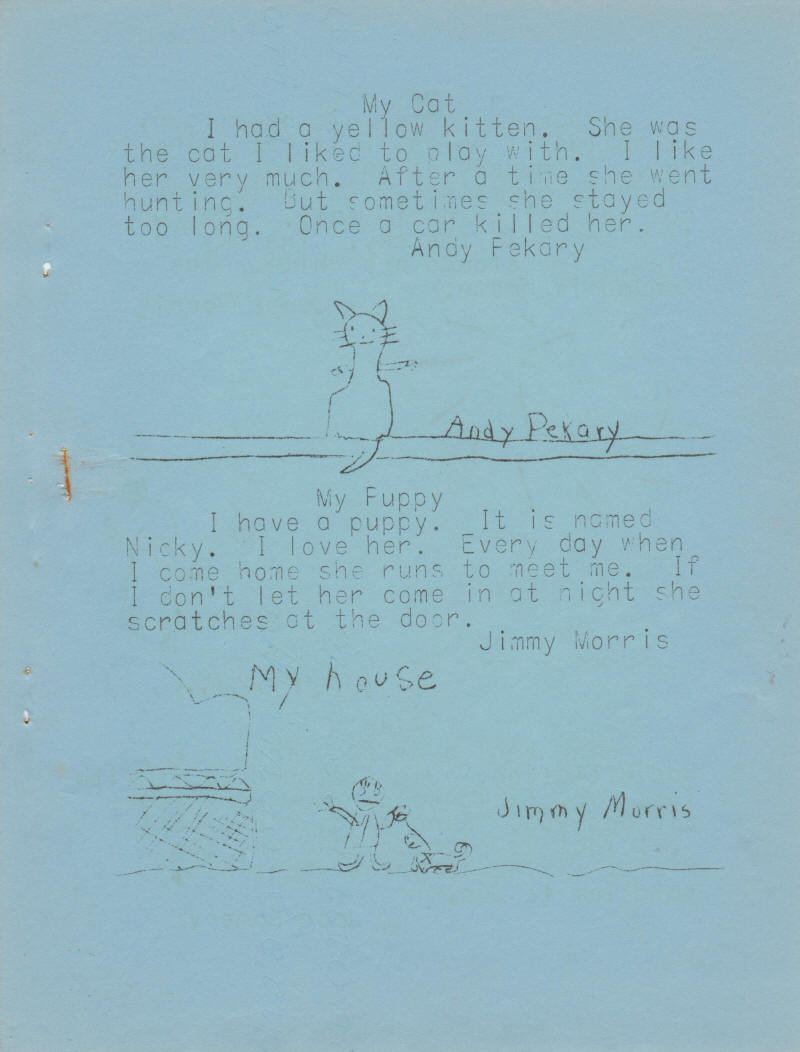 My Cat
I had a yellow kitten. She was
the cat I liked to play with. I like
her very much. After a time she went
hunting. But sometimes she stayed
too long. Once a car killed her.
Andy Pekary
Andy Pekary
My Puppy
I have a puppy. It is named
Nicky. I love her. Every day when
I come home she runs to meet me. If
I don't let her come in at night she
scratches at the door.
Jimmy Morris
My house
Jimmy Morris